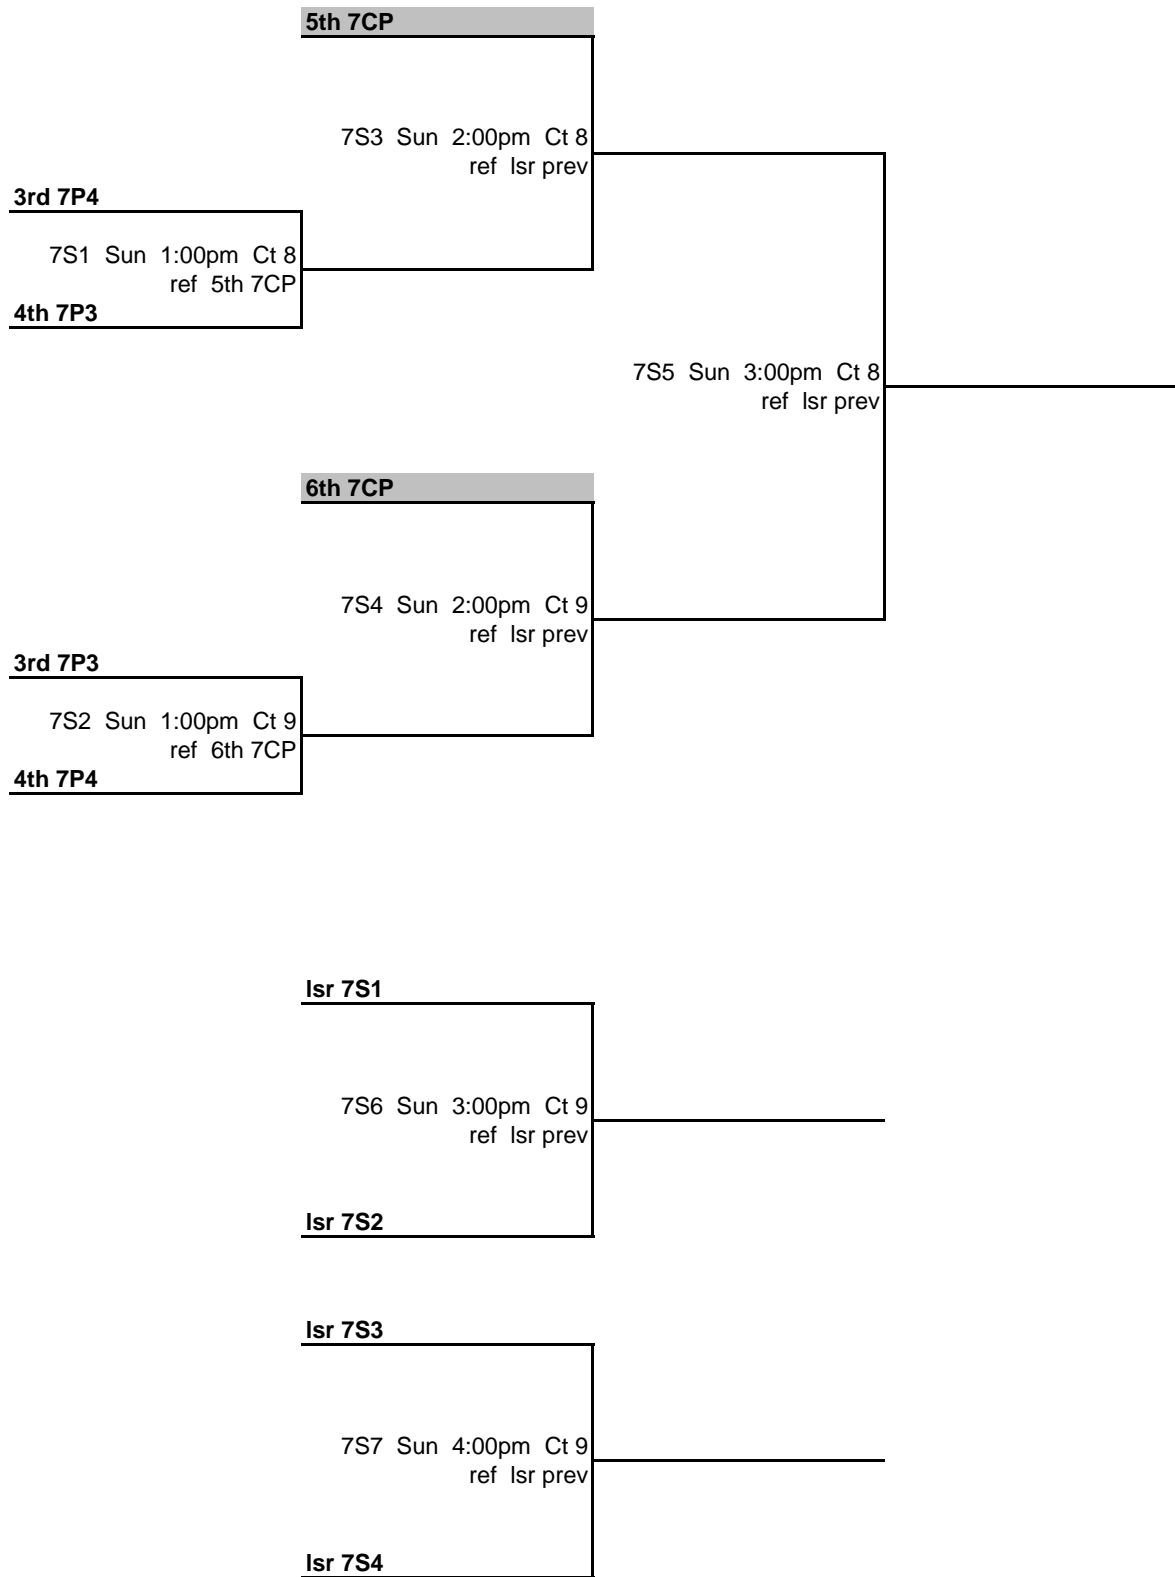 5th 7CP
7S3 Sun 2:00pm Ct 8
ref lsr prev
3rd 7P4
7S1 Sun 1:00pm Ct 8
ref 5th 7CP
4th 7P3
7S5 Sun 3:00pm Ct 8
ref lsr prev
6th 7CP
7S4 Sun 2:00pm Ct 9
ref lsr prev
3rd 7P3
7S2 Sun 1:00pm Ct 9
ref 6th 7CP
4th 7P4
lsr 7S1
7S6 Sun 3:00pm Ct 9
ref lsr prev
lsr 7S2
lsr 7S3
7S7 Sun 4:00pm Ct 9
ref lsr prev
lsr 7S4